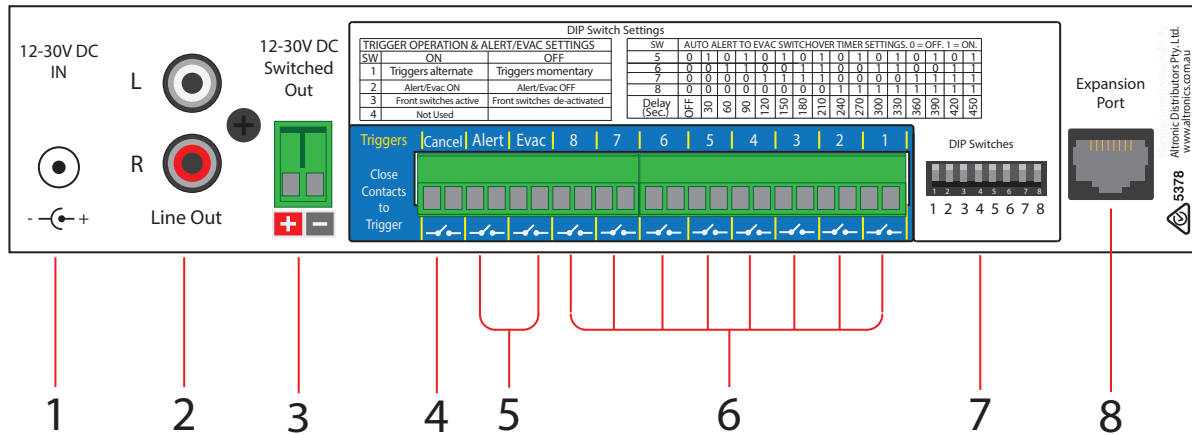 12-30V DC
IN
- +
L
R
Line Out
12-30V DC
Switched
Out
+ -
DIP Switch Settings
TRIGGER OPERATION & ALERT/EVAC SETTINGS
SW ON OFF
1 Triggers alternate Triggers momentary
2 Alert/Evac ON Alert/Evac OFF
3 Front switches active Front switches de-activated
4 Not Used
SW AUTO ALERT TO EVAC SWITCHOVER TIMER SETTINGS. 0 = OFF. 1 = ON.
5 0 1 0 1 0 1 0 1 0 1 0 1 0 1 0 1
6 0 0 1 1 0 0 1 1 0 0 1 1 0 0 1 1
7 0 0 0 0 1 1 1 1 0 0 0 0 1 1 1 1
8 0 0 0 0 0 0 0 0 1 1 1 1 1 1 1 1
Delay (Sec.) OFF 30 60 90 120 150 180 210 240 270 300 330 360 390 420 450
Triggers Cancel Alert Evac 8 7 6 5 4 3 2 1
Close
Contacts
to
Trigger
DIP Switches
1 2 3 4 5 6 7 8
1 2 3 4 5 6 7 8
Expansion
Port
5378
Altronic Distributors Pty. Ltd.
www.altronics.com.au
1 2 3 4 5 6 7 8